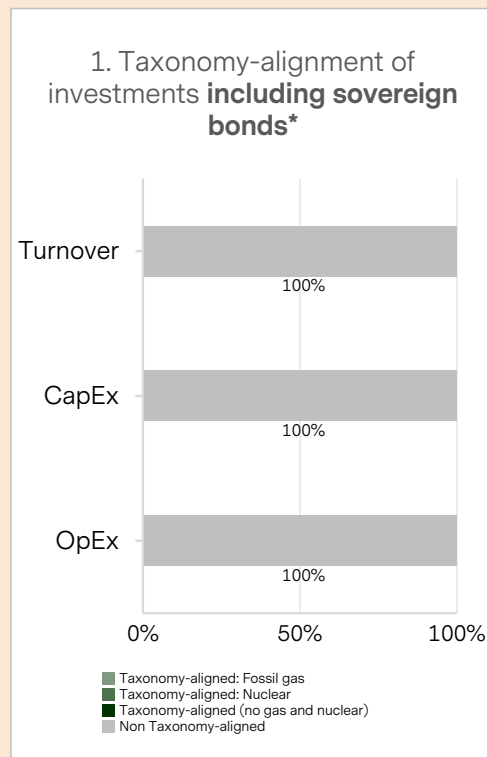 1. Taxonomy-alignment of
investments including sovereign
bonds*
Turnover
100%
CapEx
100%
OpEx
100%
0% 50% 100%
Taxonomy-aligned: Fossil gas
Taxonomy-aligned: Nuclear
Taxonomy-aligned (no gas and nuclear)
Non Taxonomy-aligned